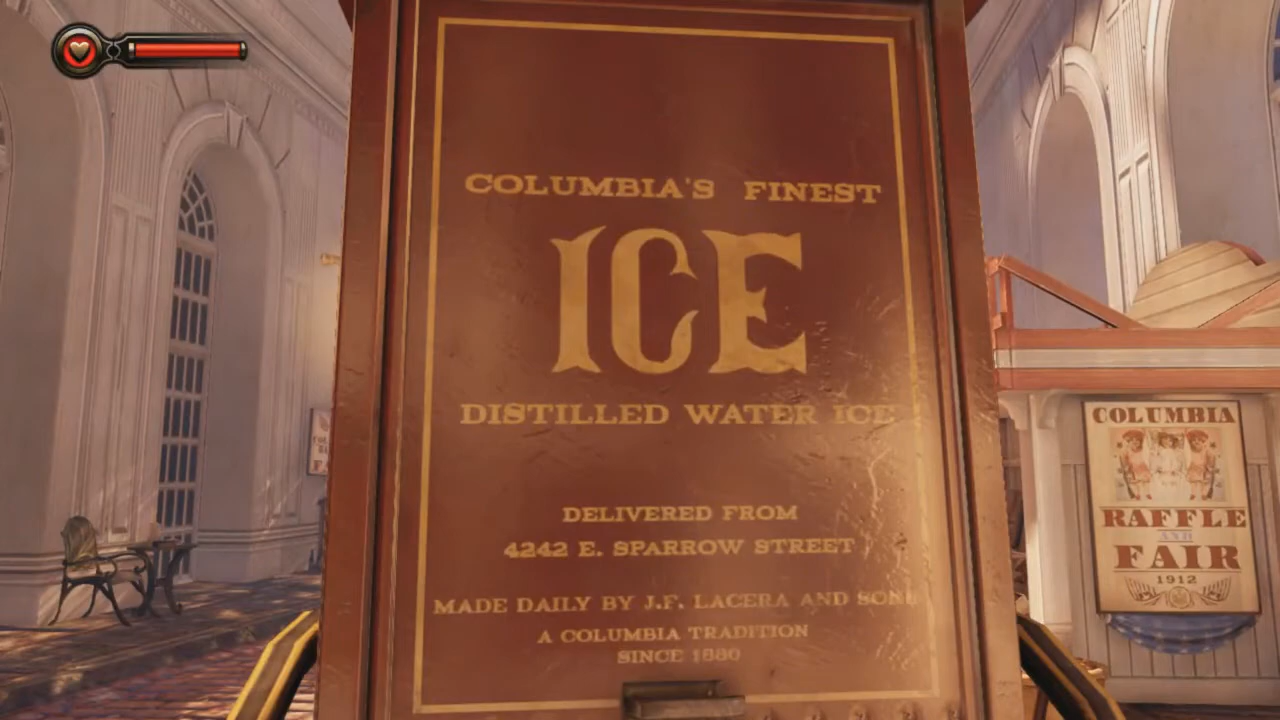 COLUMBIA'S FINEST
ICE
DISTILLED WATER ICE
DELIVERED FROM
4242 E. SPARROW STREET
MADE DAILY BY J.F. LACERA AND SONS
A COLUMBIA TRADITION
SINCE 1880
COLUMBIA
RAFFLE
AND
FAIR
1912